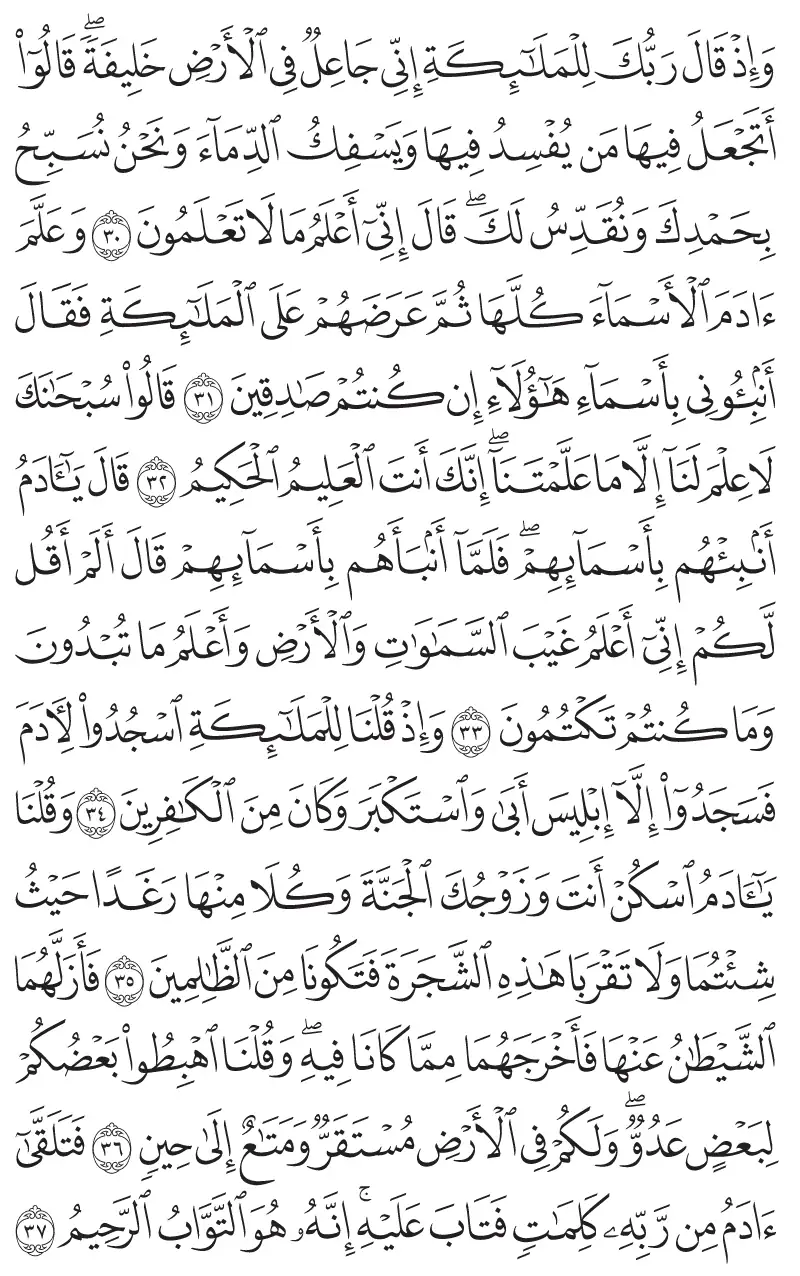 وَإِذۡ قَالَ رَبُّكَ لِلۡمَلَٰٓئِكَةِ إِنِّي جَاعِلٞ فِي ٱلۡأَرۡضِ خَلِيفَةٗۖ قَالُوٓاْ
أَتَجۡعَلُ فِيهَا مَن يُفۡسِدُ فِيهَا وَيَسۡفِكُ ٱلدِّمَآءَ وَنَحۡنُ نُسَبِّحُ
بِحَمۡدِكَ وَنُقَدِّسُ لَكَۖ قَالَ إِنِّيٓ أَعۡلَمُ مَا لَا تَعۡلَمُونَ ٣٠ وَعَلَّمَ
ءَادَمَ ٱلۡأَسۡمَآءَ كُلَّهَا ثُمَّ عَرَضَهُمۡ عَلَى ٱلۡمَلَٰٓئِكَةِ فَقَالَ
أَنۢبِـُٔونِي بِأَسۡمَآءِ هَٰٓؤُلَآءِ إِن كُنتُمۡ صَٰدِقِينَ ٣١ قَالُواْ سُبۡحَٰنَكَ
لَا عِلۡمَ لَنَآ إِلَّا مَا عَلَّمۡتَنَآۖ إِنَّكَ أَنتَ ٱلۡعَلِيمُ ٱلۡحَكِيمُ ٣٢ قَالَ يَٰٓـَٔادَمُ
أَنۢبِئۡهُم بِأَسۡمَآئِهِمۡۖ فَلَمَّآ أَنۢبَأَهُم بِأَسۡمَآئِهِمۡ قَالَ أَلَمۡ أَقُل
لَّكُمۡ إِنِّيٓ أَعۡلَمُ غَيۡبَ ٱلسَّمَٰوَٰتِ وَٱلۡأَرۡضِ وَأَعۡلَمُ مَا تُبۡدُونَ
وَمَا كُنتُمۡ تَكۡتُمُونَ ٣٣ وَإِذۡ قُلۡنَا لِلۡمَلَٰٓئِكَةِ ٱسۡجُدُواْ لِأٓدَمَ
فَسَجَدُوٓاْ إِلَّآ إِبۡلِيسَ أَبَىٰ وَٱسۡتَكۡبَرَ وَكَانَ مِنَ ٱلۡكَٰفِرِينَ ٣٤ وَقُلۡنَا
يَٰٓـَٔادَمُ ٱسۡكُنۡ أَنتَ وَزَوۡجُكَ ٱلۡجَنَّةَ وَكُلَا مِنۡهَا رَغَدًا حَيۡثُ
شِئۡتُمَا وَلَا تَقۡرَبَا هَٰذِهِ ٱلشَّجَرَةَ فَتَكُونَا مِنَ ٱلظَّٰلِمِينَ ٣٥ فَأَزَلَّهُمَا
ٱلشَّيۡطَٰنُ عَنۡهَا فَأَخۡرَجَهُمَا مِمَّا كَانَا فِيهِۖ وَقُلۡنَا ٱهۡبِطُواْ بَعۡضُكُمۡ
لِبَعۡضٍ عَدُوّٞۖ وَلَكُمۡ فِي ٱلۡأَرۡضِ مُسۡتَقَرّٞ وَمَتَٰعٌ إِلَىٰ حِينٖ ٣٦ فَتَلَقَّىٰٓ
ءَادَمُ مِن رَّبِّهِۦ كَلِمَٰتٖ فَتَابَ عَلَيۡهِۚ إِنَّهُۥ هُوَ ٱلتَّوَّابُ ٱلرَّحِيمُ ٣٧